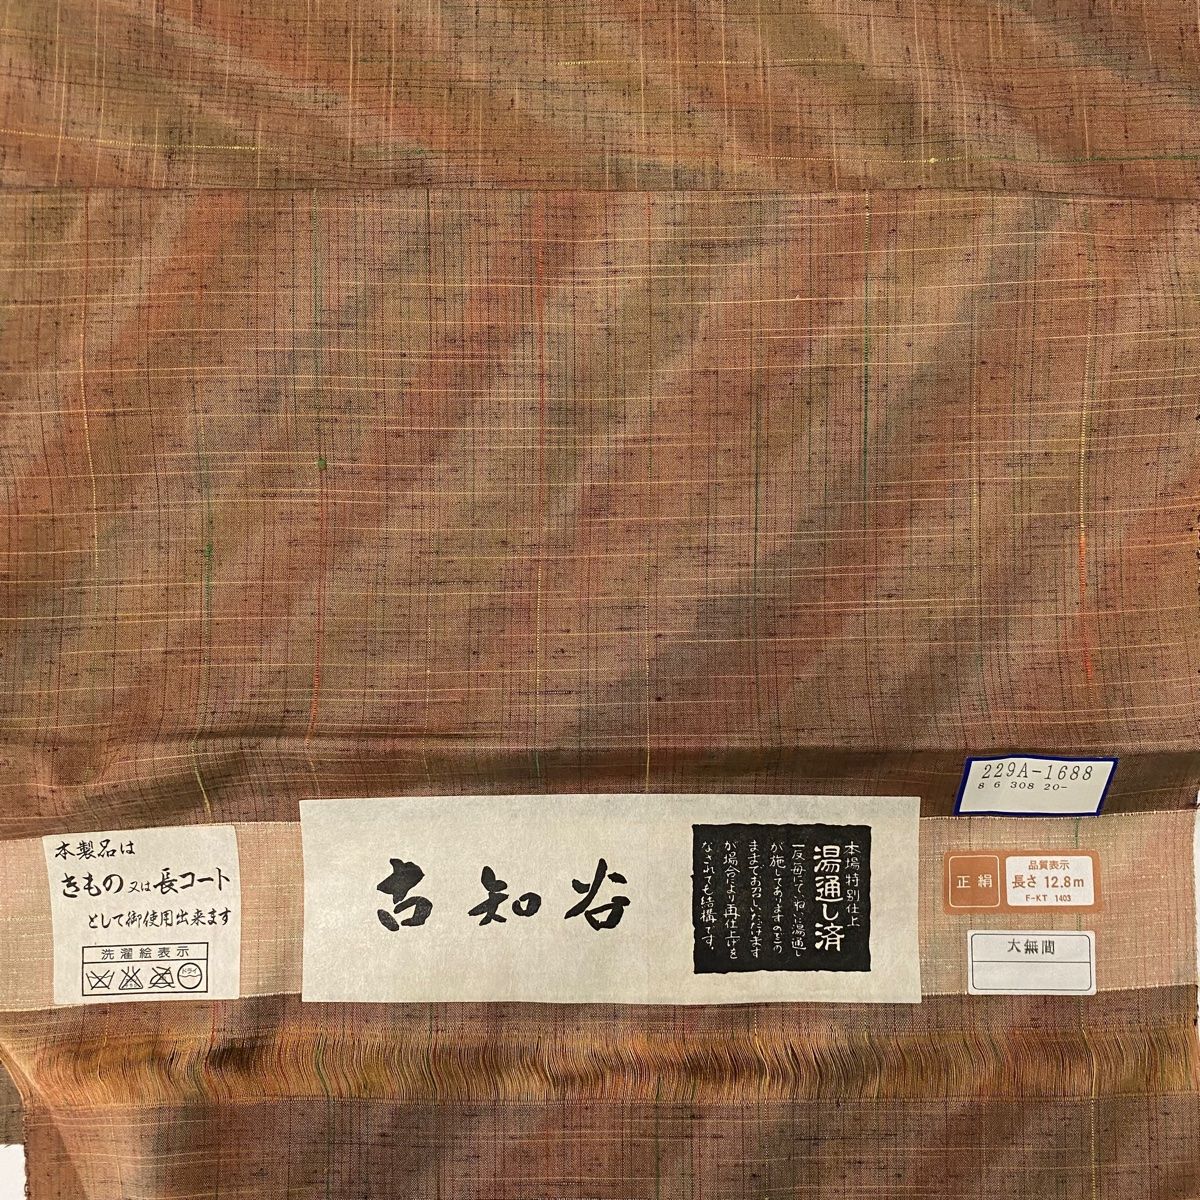 229A-1688
8 6 308 20-
本製品は
きもの又は長コート
として御使用出来ます
洗濯絵表示
ドライ
古知谷
本場特別仕上
湯通し済
一反毎にていねいに湯通し
が施してありますのでこの
ままでお召しいただけます
が場合により再仕上げを
なされても結構です。
正絹
品質表示
長さ 12.8m
F-KT 1403
大無間